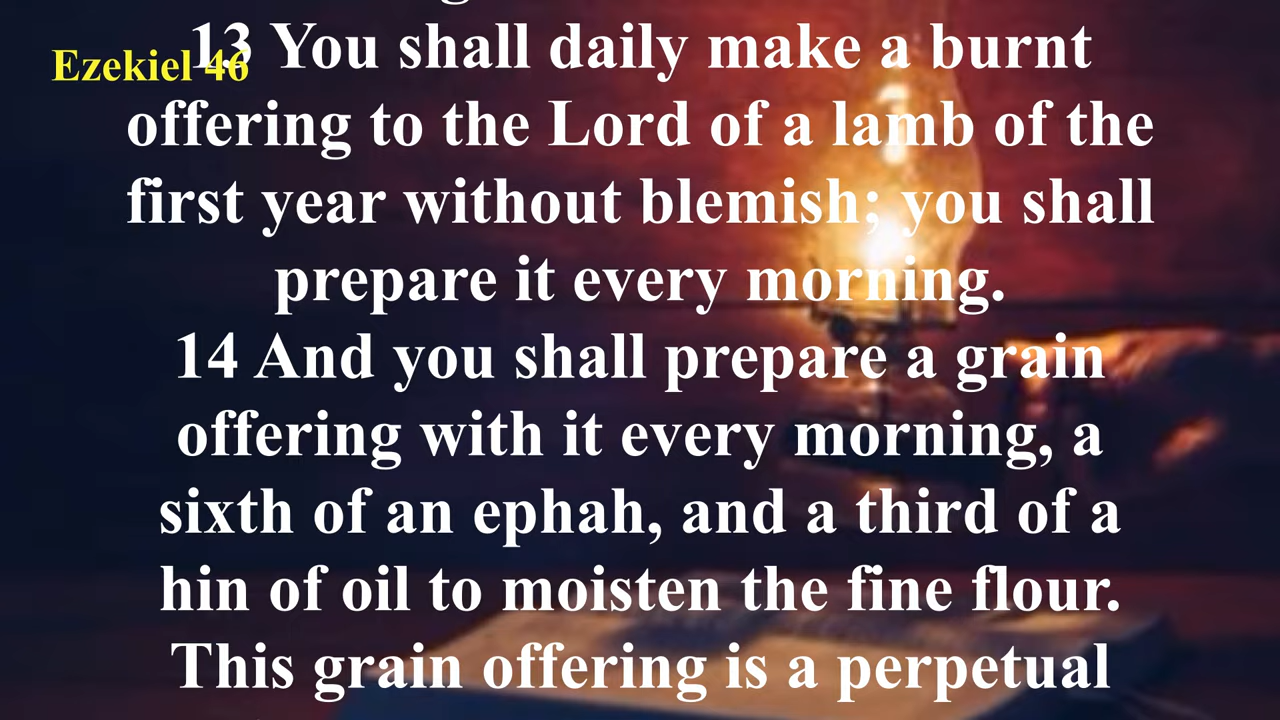 Ezekiel 46
13 You shall daily make a burnt
offering to the Lord of a lamb of the
first year without blemish; you shall
prepare it every morning.
14 And you shall prepare a grain
offering with it every morning, a
sixth of an ephah, and a third of a
hin of oil to moisten the fine flour.
This grain offering is a perpetual